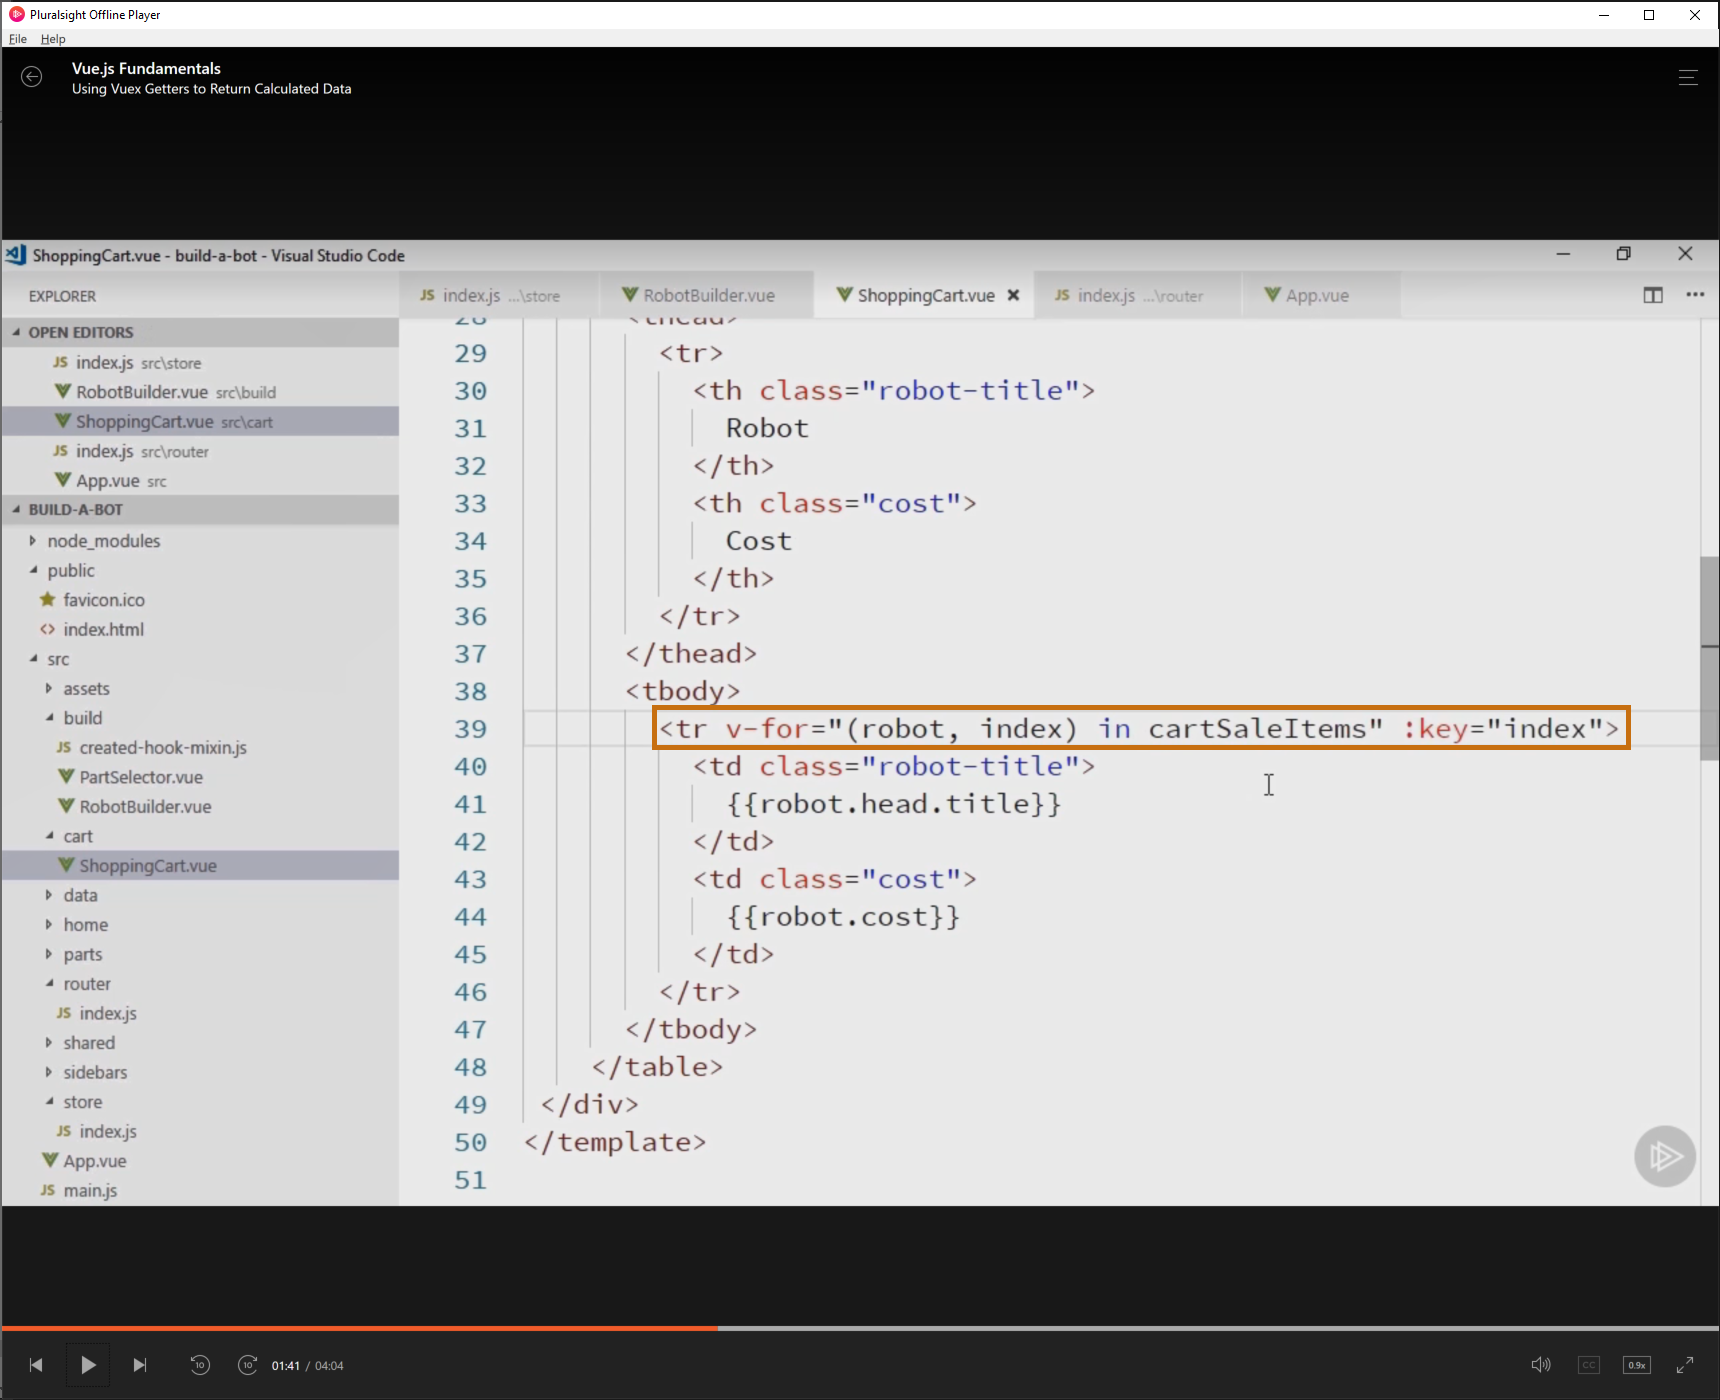 Pluralsight Offline Player
File Help
Vue.js Fundamentals
Using Vuex Getters to Return Calculated Data
ShoppingCart.vue - build-a-bot - Visual Studio Code
EXPLORER
JS index.js ...\store
RobotBuilder.vue
ShoppingCart.vue
JS index.js ...\router
App.vue
OPEN EDITORS
JS index.js src\store
RobotBuilder.vue src\build
ShoppingCart.vue src\cart
JS index.js src\router
App.vue src
BUILD-A-BOT
node_modules
public
favicon.ico
<> index.html
src
assets
build
JS created-hook-mixin.js
PartSelector.vue
RobotBuilder.vue
cart
ShoppingCart.vue
data
home
parts
router
JS index.js
shared
sidebars
store
JS index.js
App.vue
JS main.js
28 <thead>
29 <tr>
30 <th class="robot-title">
31 Robot
32 </th>
33 <th class="cost">
34 Cost
35 </th>
36 </tr>
37 </thead>
38 <tbody>
39 <tr v-for="(robot, index) in cartSaleItems" :key="index">
40 <td class="robot-title">
41 {{robot.head.title}}
42 </td>
43 <td class="cost">
44 {{robot.cost}}
45 </td>
46 </tr>
47 </tbody>
48 </table>
49 </div>
50 </template>
51
10 10 01:41 / 04:04 CC 0.9x